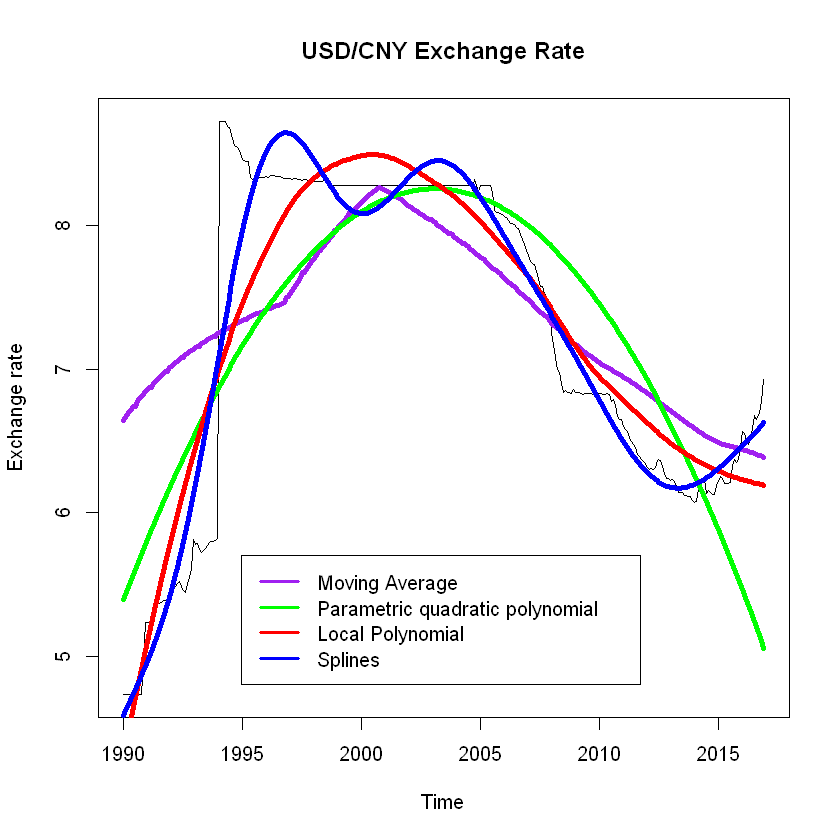 USD/CNY Exchange Rate
Exchange rate
8
7
6
5
Moving Average
Parametric quadratic polynomial
Local Polynomial
Splines
1990 1995 2000 2005 2010 2015
Time